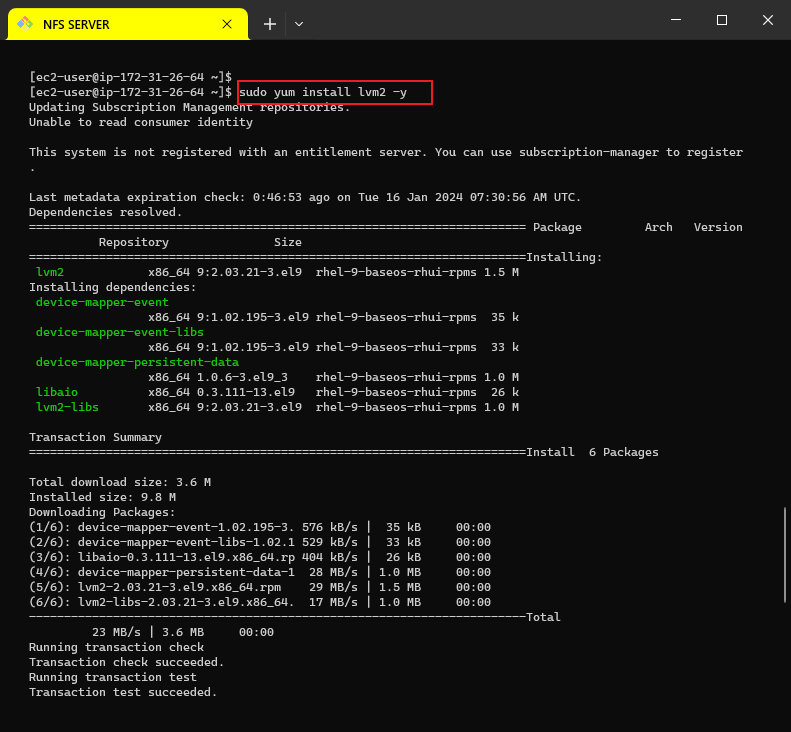 NFS SERVER
[ec2-user@ip-172-31-26-64 ~]$
[ec2-user@ip-172-31-26-64 ~]$ sudo yum install lvm2 -y
Updating Subscription Management repositories.
Unable to read consumer identity
This system is not registered with an entitlement server. You can use subscription-manager to register
.
Last metadata expiration check: 0:46:53 ago on Tue 16 Jan 2024 07:30:56 AM UTC.
Dependencies resolved.
======================================================================= Package         Arch   Version
          Repository               Size
=======================================================================Installing:
 lvm2            x86_64 9:2.03.21-3.el9  rhel-9-baseos-rhui-rpms 1.5 M
Installing dependencies:
 device-mapper-event
                 x86_64 9:1.02.195-3.el9 rhel-9-baseos-rhui-rpms  35 k
 device-mapper-event-libs
                 x86_64 9:1.02.195-3.el9 rhel-9-baseos-rhui-rpms  33 k
 device-mapper-persistent-data
                 x86_64 1.0.6-3.el9_3    rhel-9-baseos-rhui-rpms 1.0 M
 libaio          x86_64 0.3.111-13.el9   rhel-9-baseos-rhui-rpms  26 k
 lvm2-libs       x86_64 9:2.03.21-3.el9  rhel-9-baseos-rhui-rpms 1.0 M
Transaction Summary
=======================================================================Install  6 Packages
Total download size: 3.6 M
Installed size: 9.8 M
Downloading Packages:
(1/6): device-mapper-event-1.02.195-3. 576 kB/s |  35 kB     00:00
(2/6): device-mapper-event-libs-1.02.1 529 kB/s |  33 kB     00:00
(3/6): libaio-0.3.111-13.el9.x86_64.rp 404 kB/s |  26 kB     00:00
(4/6): device-mapper-persistent-data-1  28 MB/s | 1.0 MB     00:00
(5/6): lvm2-2.03.21-3.el9.x86_64.rpm    29 MB/s | 1.5 MB     00:00
(6/6): lvm2-libs-2.03.21-3.el9.x86_64.  17 MB/s | 1.0 MB     00:00
-----------------------------------------------------------------------Total
         23 MB/s | 3.6 MB     00:00
Running transaction check
Transaction check succeeded.
Running transaction test
Transaction test succeeded.